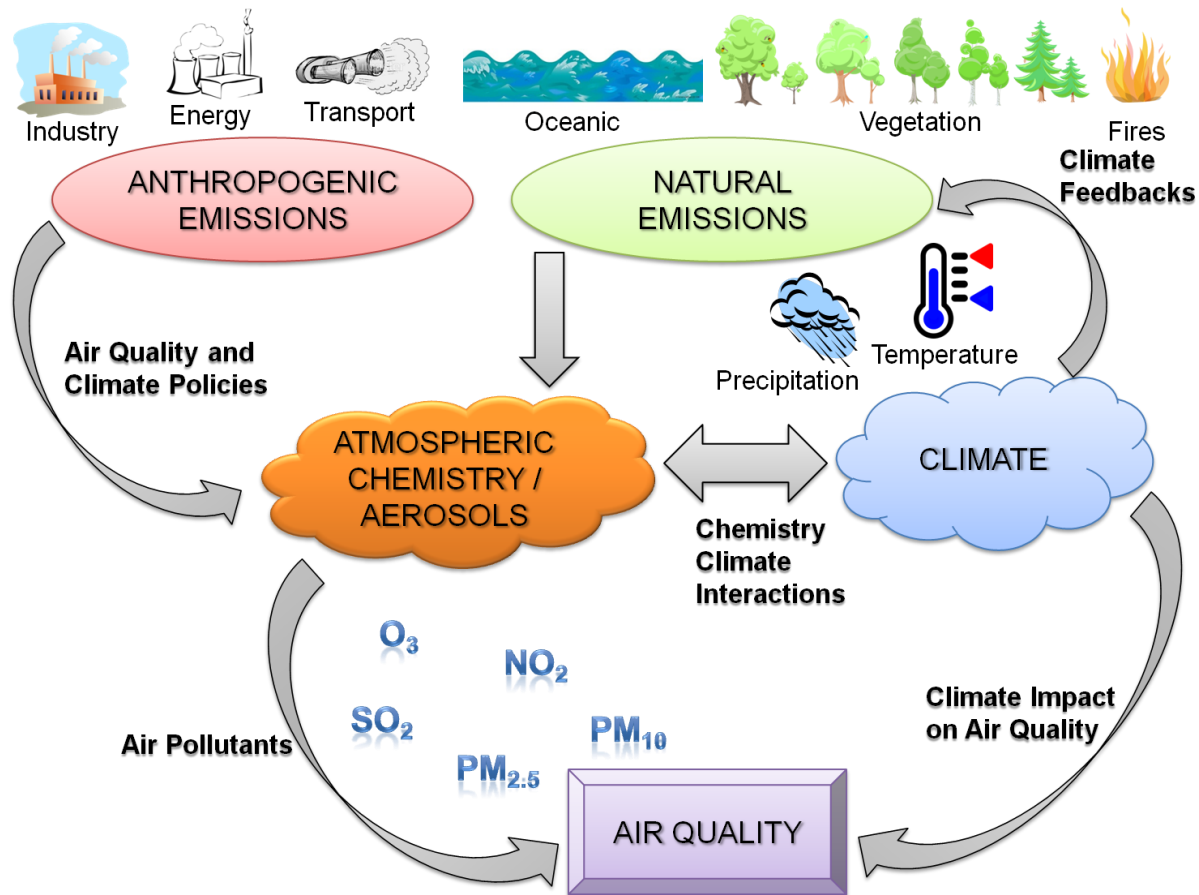 Industry
Energy
Transport
Oceanic
Vegetation
Fires
ANTHROPOGENIC
EMISSIONS
NATURAL
EMISSIONS
Climate
Feedbacks
Air Quality and
Climate Policies
Precipitation
Temperature
ATMOSPHERIC
CHEMISTRY /
AEROSOLS
CLIMATE
Chemistry
Climate
Interactions
O₃
NO₂
SO₂
PM₁₀
PM₂.₅
Air Pollutants
Climate Impact
on Air Quality
AIR QUALITY